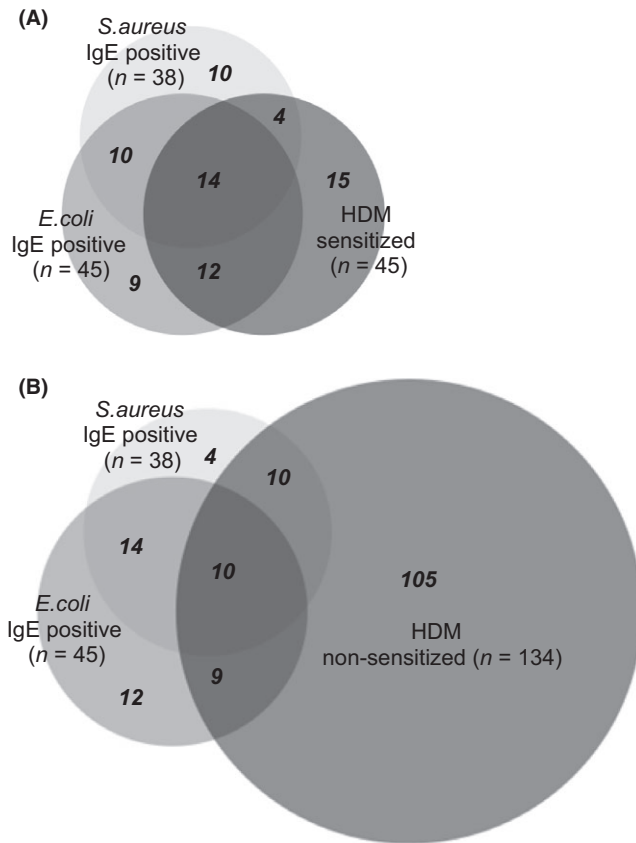 (A)
S.aureus
IgE positive
(n = 38)
10
4
10
14
15
E.coli
IgE positive
(n = 45)
HDM
sensitized
(n = 45)
12
9
(B)
S.aureus
IgE positive
(n = 38)
4
10
14
10
105
E.coli
IgE positive
(n = 45)
HDM
non-sensitized (n = 134)
9
12